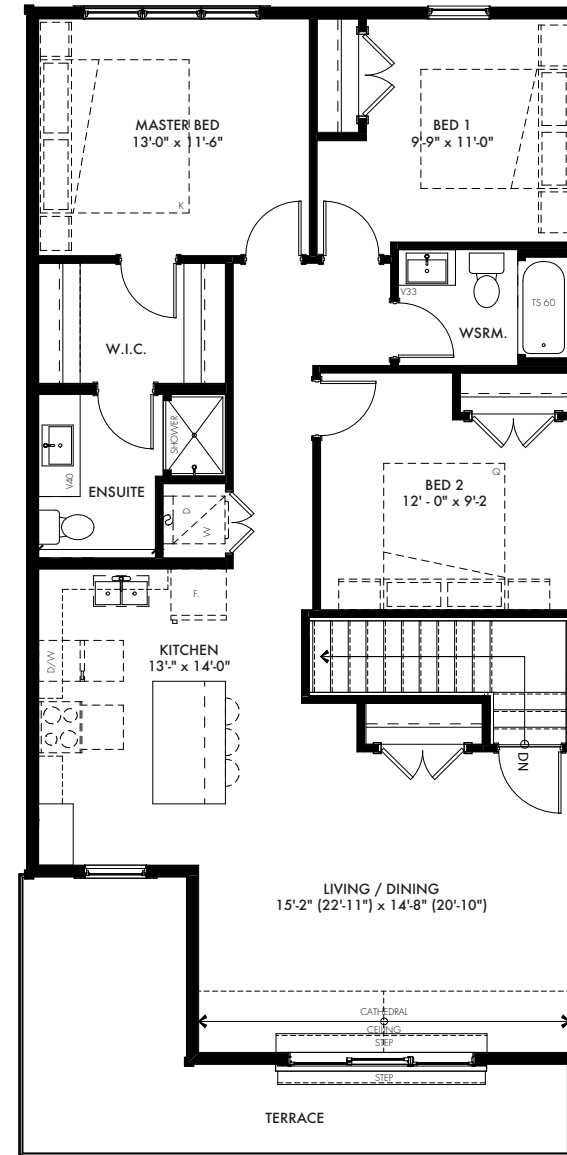 MASTER BED
13'-0" x 11'-6"
K
BED 1
9'-9" x 11'-0"
V33
WSRM.
TS 60
W.I.C.
SHOWER
V40
ENSUITE
D
W
BED 2
12' - 0" x 9'-2
Q
F.
KITCHEN
13'-" x 14'-0"
D/W
DN
LIVING / DINING
15'-2" (22'-11") x 14'-8" (20'-10")
CATHEDRAL
CEILING
STEP
STEP
TERRACE